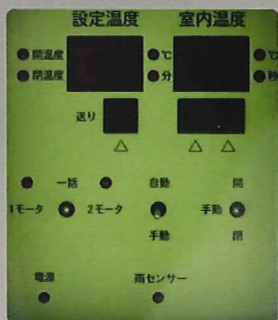 設定温度 室内温度
開温度 ℃ ℃
閉温度 分 秒
送り
一括 自動 開
1モータ 2モータ 手動
手動 閉
電源 雨センサー